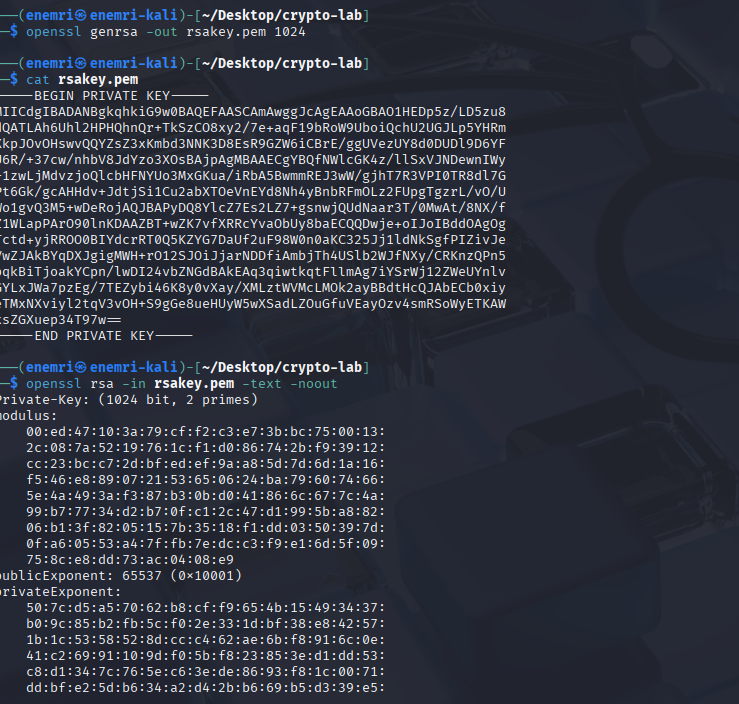 ──(enemri㉿enemri-kali)-[~/Desktop/crypto-lab]
─$ openssl genrsa -out rsakey.pem 1024
──(enemri㉿enemri-kali)-[~/Desktop/crypto-lab]
─$ cat rsakey.pem
-----BEGIN PRIVATE KEY-----
MIICdgIBADANBgkqhkiG9w0BAQEFAASCAmAwggJcAgEAAoGBAO1HEDp5z/LD5zu8
dQATLAh6Uhl2HPHQhnQr+TkSzCO8xy2/7e+aqF19bRoW9UboiQchU2UGJLp5YHRm
XkpJOvOHswvQQYZsZ3xKmbd3NNK3D8EsR9GZW6iCBrE/ggUVezUY8d0DUDl9D6YF
U6R/+37cw/nhbV8JdYzo3XOsBAjpAgMBAAECgYBQfNWlcGK4z/llSxVJNDewnIWy
+1zwLjMdvzjoQlcbHFNYUo3MxGKua/iRbA5BwmmREJ3wW/gjhT7R3VPI0TR8dl7G
Pt6Gk/gcAHHdv+JdtjSi1Cu2abXTOeVnEYd8Nh4yBnbRFmOLz2FUpgTgzrL/vO/U
Wo1gvQ3M5+wDeRojAQJBAPyDQ8YlcZ7Es2LZ7+gsnwjQUdNaar3T/0MwAt/8NX/f
Z1WLapPArO90lnKDAAZBT+wZK7vfXRRcYvaObUy8baECQQDwje+oIJoIBddOAgOg
Tctd+yjRROO0BIYdcrRT0Q5KZYG7DaUf2uF98W0n0aKC325Jj1ldNkSgfPIZivJe
VwZJAkBYqDXJgigMWH+rO12SJOiJjarNDDfiAmbjTh4USlb2WJfNXy/CRKnzQPn5
oqkBiTjoakYCpn/lwDI24vbZNGdBAkEAq3qiwtkqtFllmAg7iYSrWj12ZWeUYnlv
GYLxJWa7pzEg/7TEZybi46K8y0vXay/XMLztWVMcLMOk2ayBBdtHcQJAbECb0xiy
eTMxNXviyl2tqV3vOH+S9gGe8ueHUyW5wXSadLZOuGfuVEayOzv4smRSoWyETKAW
ksZGXuep34T97w==
-----END PRIVATE KEY-----
──(enemri㉿enemri-kali)-[~/Desktop/crypto-lab]
─$ openssl rsa -in rsakey.pem -text -noout
Private-Key: (1024 bit, 2 primes)
modulus:
00:ed:47:10:3a:79:cf:f2:c3:e7:3b:bc:75:00:13:
2c:08:7a:52:19:76:1c:f1:d0:86:74:2b:f9:39:12:
cc:23:bc:c7:2d:bf:ed:ef:9a:a8:5d:7d:6d:1a:16:
f5:46:e8:89:07:21:53:65:06:24:ba:79:60:74:66:
5e:4a:49:3a:f3:87:b3:0b:d0:41:86:6c:67:7c:4a:
99:b7:77:34:d2:b7:0f:c1:2c:47:d1:99:5b:a8:82:
06:b1:3f:82:05:15:7b:35:18:f1:dd:03:50:39:7d:
0f:a6:05:53:a4:7f:fb:7e:dc:c3:f9:e1:6d:5f:09:
75:8c:e8:dd:73:ac:04:08:e9
publicExponent: 65537 (0×10001)
privateExponent:
50:7c:d5:a5:70:62:b8:cf:f9:65:4b:15:49:34:37:
b0:9c:85:b2:fb:5c:f0:2e:33:1d:bf:38:e8:42:57:
1b:1c:53:58:52:8d:cc:c4:62:ae:6b:f8:91:6c:0e:
41:c2:69:91:10:9d:f0:5b:f8:23:85:3e:d1:dd:53:
c8:d1:34:7c:76:5e:c6:3e:de:86:93:f8:1c:00:71:
dd:bf:e2:5d:b6:34:a2:d4:2b:b6:69:b5:d3:39:e5: